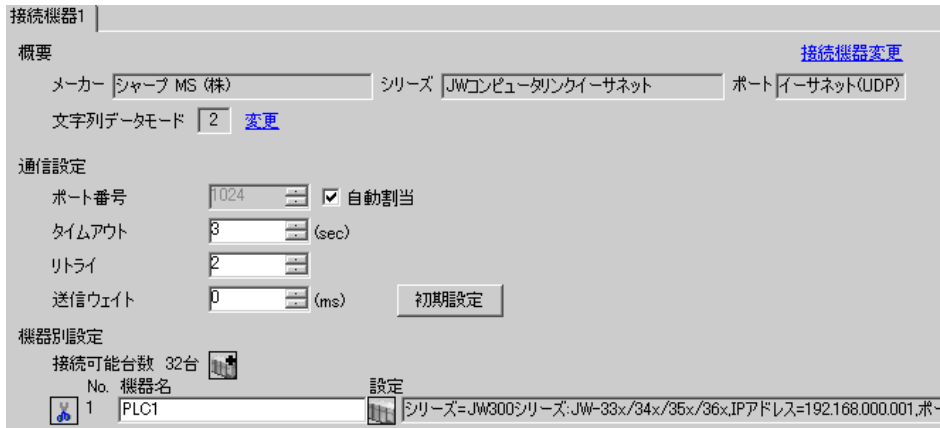 接続機器1
概要 接続機器変更
メーカー シャープ MS (株) シリーズ JWコンピュータリンクイーサネット ポート イーサネット(UDP)
文字列データモード 2 変更
通信設定
ポート番号 1024 自動割当
タイムアウト 3 (sec)
リトライ 2
送信ウェイト 0 (ms) 初期設定
機器別設定
接続可能台数 32台
No. 機器名 設定
1 PLC1 シリーズ=JW300シリーズ:JW-33x/34x/35x/36x,IPアドレス=192.168.000.001,ポー